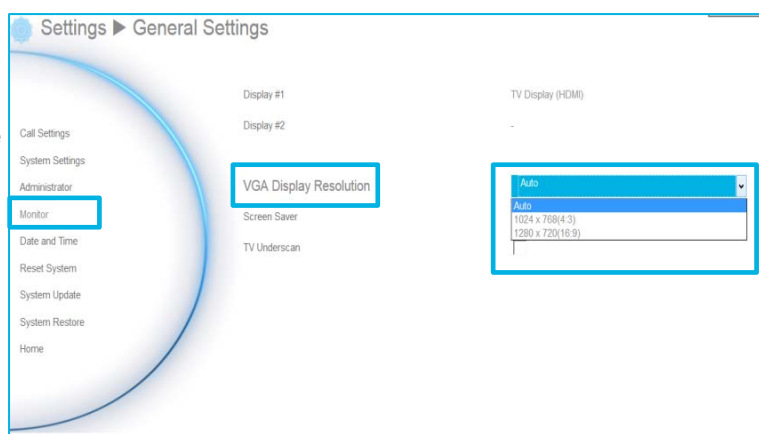 Settings ▶ General Settings
Call Settings
System Settings
Administrator
Monitor
Date and Time
Reset System
System Update
System Restore
Home
Display #1 TV Display (HDMI)
Display #2 -
VGA Display Resolution Auto
Auto
1024 x 768(4:3)
1280 x 720(16:9)
Screen Saver
TV Underscan